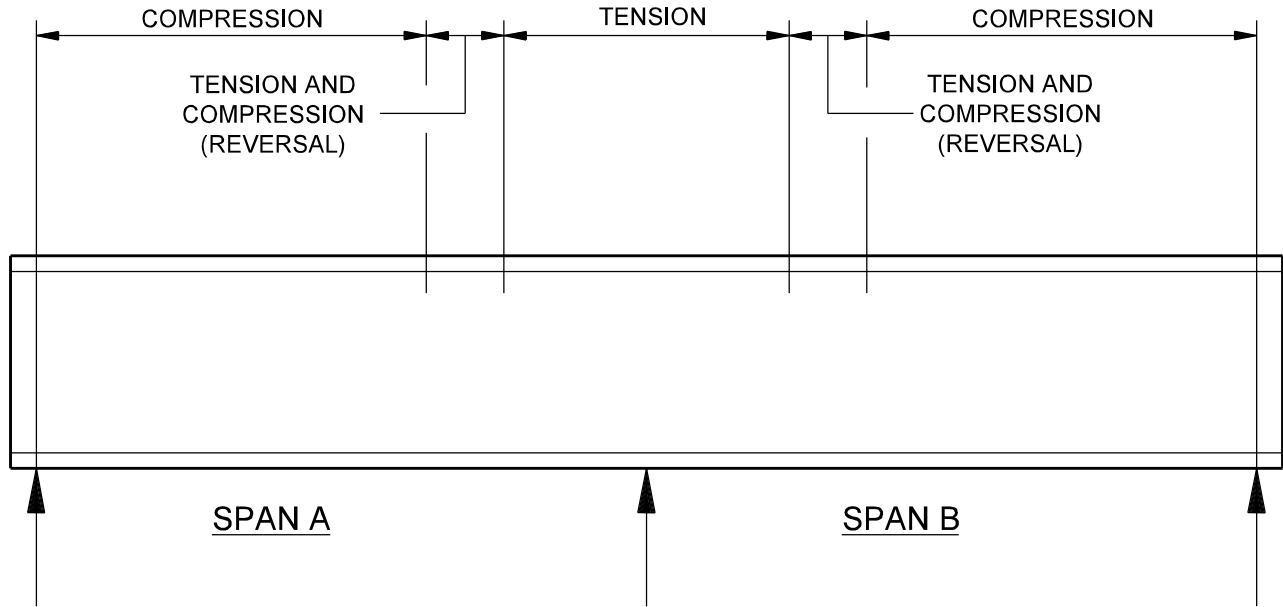 COMPRESSION
TENSION
COMPRESSION
TENSION AND
COMPRESSION
(REVERSAL)
TENSION AND
COMPRESSION
(REVERSAL)
SPAN A
SPAN B